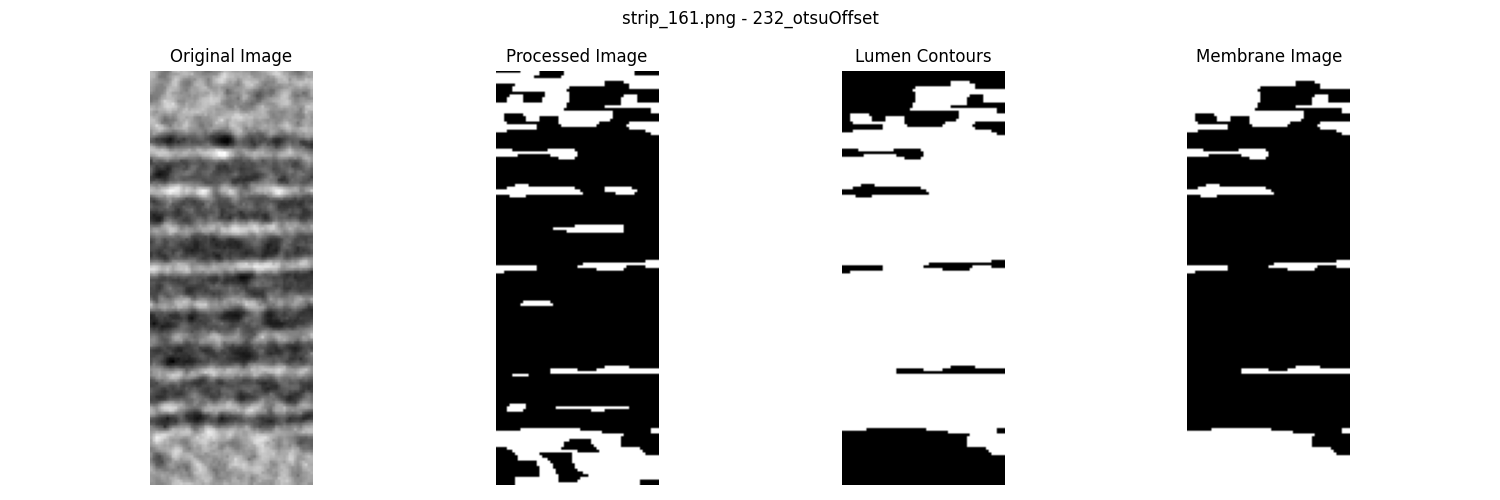 strip_161.png - 232_otsuOffset
Original Image
Processed Image
Lumen Contours
Membrane Image